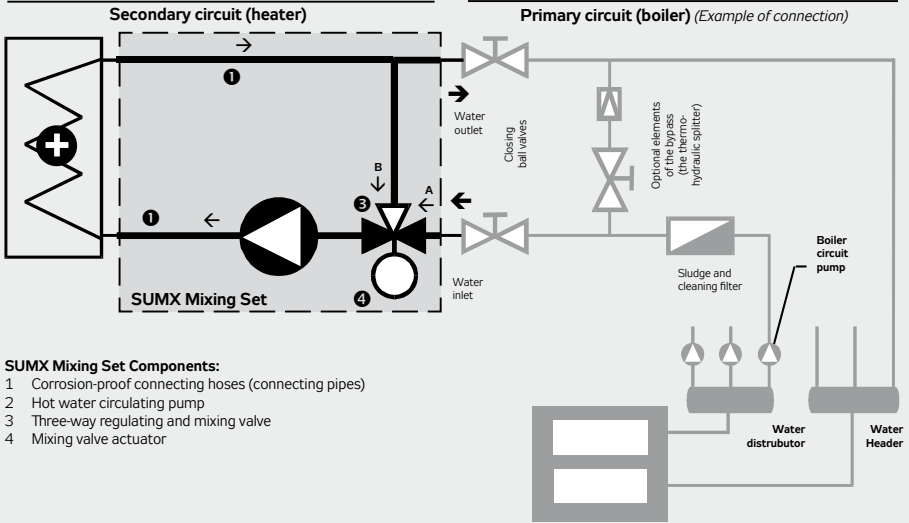 Secondary circuit (heater)
Primary circuit (boiler) (Example of connection)
1
Water
outlet
Closing
ball valves
Optional elements
of the bypass
(the thermo-
hydraulic splitter)
B
A
3
1
4
SUMX Mixing Set
Water
inlet
Sludge and
cleaning filter
Boiler
circuit
pump
Water
distrubutor
Water
Header
SUMX Mixing Set Components:
1 Corrosion-proof connecting hoses (connecting pipes)
2 Hot water circulating pump
3 Three-way regulating and mixing valve
4 Mixing valve actuator